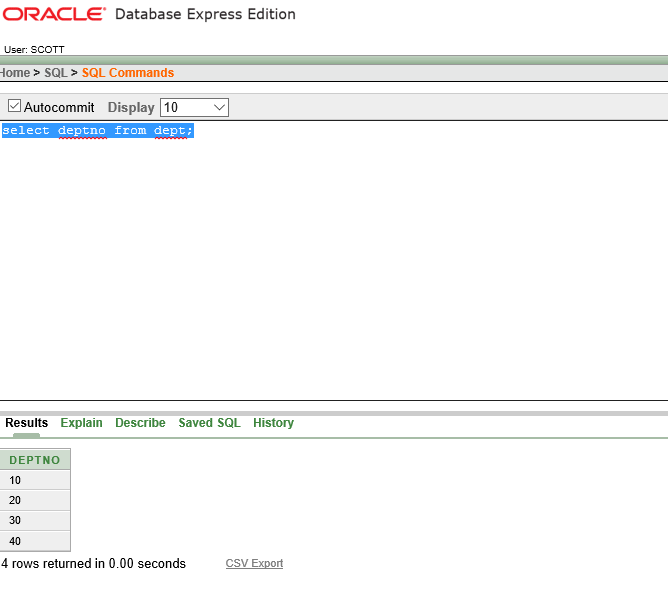 ORACLE® Database Express Edition
User: SCOTT
Home > SQL > SQL Commands
Autocommit Display 10
select deptno from dept;
Results Explain Describe Saved SQL History
DEPTNO
10
20
30
40
4 rows returned in 0.00 seconds CSV Export